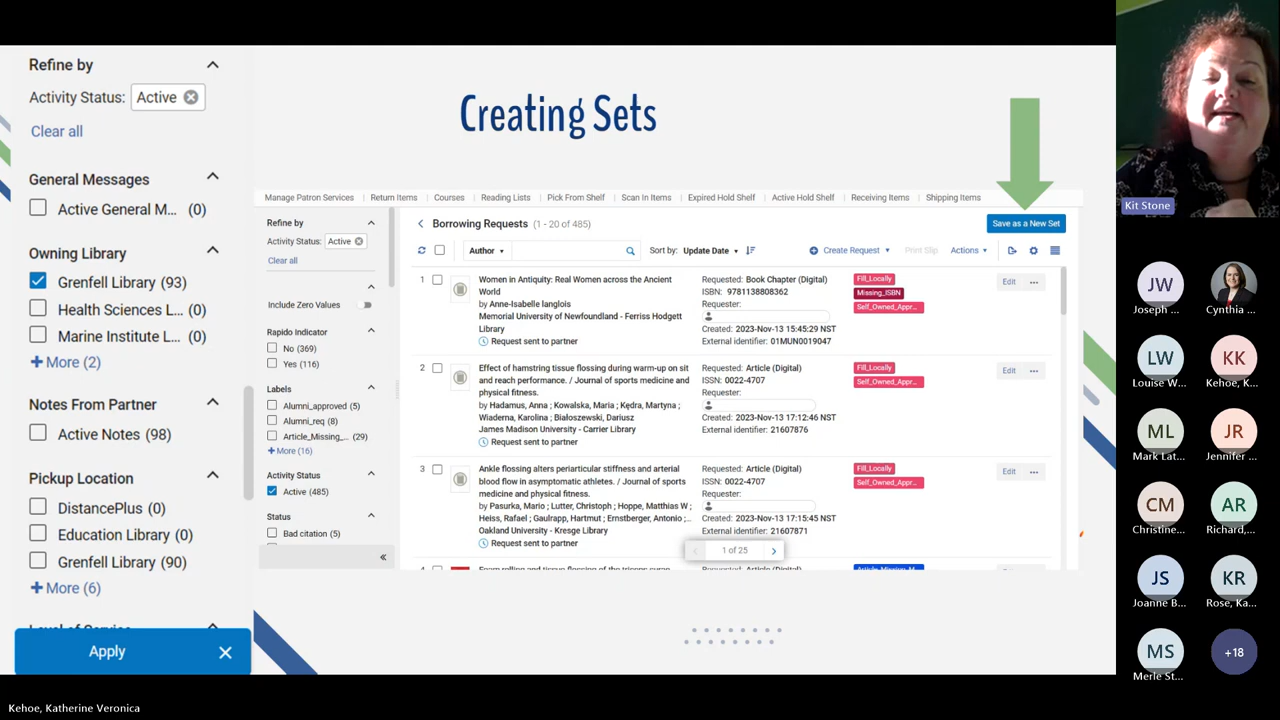 Refine by
Activity Status: Active
Clear all
General Messages
Active General M... (0)
Owning Library
Grenfell Library (93)
Health Sciences L... (0)
Marine Institute L... (0)
+ More (2)
Notes From Partner
Active Notes (98)
Pickup Location
DistancePlus (0)
Education Library (0)
Grenfell Library (90)
+ More (6)
Apply
Creating Sets
Manage Patron Services | Return Items | Courses | Reading Lists | Pick From Shelf | Scan In Items | Expired Hold Shelf | Active Hold Shelf | Receiving Items | Shipping Items
Refine by
Activity Status: Active
Clear all
Include Zero Values
Rapido Indicator
No (369)
Yes (116)
Labels
Alumni_approved (5)
Alumni_req (8)
Article_Missing_... (29)
+ More (16)
Activity Status
Active (485)
Status
Bad citation (5)
Borrowing Requests (1 - 20 of 485)
Save as a New Set
Author
Sort by: Update Date
Create Request
Print Slip
Actions
1
Women in Antiquity: Real Women across the Ancient
World
by Anne-Isabelle langlois
Memorial University of Newfoundland - Ferriss Hodgett
Library
Request sent to partner
Requested: Book Chapter (Digital)
ISBN: 9781138808362
Requester:
Created: 2023-Nov-13 15:45:29 NST
External identifier: 01MUN0019047
Fill_Locally
Missing_ISBN
Self_Owned_Appr...
Edit
2
Effect of hamstring tissue flossing during warm-up on sit
and reach performance. / Journal of sports medicine and
physical fitness.
by Hadamus, Anna ; Kowalska, Maria ; Kędra, Martyna ;
Wiaderna, Karolina ; Białoszewski, Dariusz
James Madison University - Carrier Library
Request sent to partner
Requested: Article (Digital)
ISSN: 0022-4707
Requester:
Created: 2023-Nov-13 17:12:46 NST
External identifier: 21607876
Fill_Locally
Self_Owned_Appr...
Edit
3
Ankle flossing alters periarticular stiffness and arterial
blood flow in asymptomatic athletes. / Journal of sports
medicine and physical fitness.
by Pasurka, Mario ; Lutter, Christoph ; Hoppe, Matthias W ;
Heiss, Rafael ; Gaulrapp, Hartmut ; Ernstberger, Antonio ;...
Oakland University - Kresge Library
Request sent to partner
Requested: Article (Digital)
ISSN: 0022-4707
Requester:
Created: 2023-Nov-13 17:15:45 NST
External identifier: 21607871
Fill_Locally
Self_Owned_Appr...
Edit
1 of 25
Kit Stone
JW
Joseph ...
Cynthia ...
LW
Louise W...
KK
Kehoe, K...
ML
Mark Lat...
JR
Jennifer ...
CM
Christine...
AR
Richard,...
JS
Joanne B...
KR
Rose, Ka...
MS
Merle St...
+18
Kehoe, Katherine Veronica